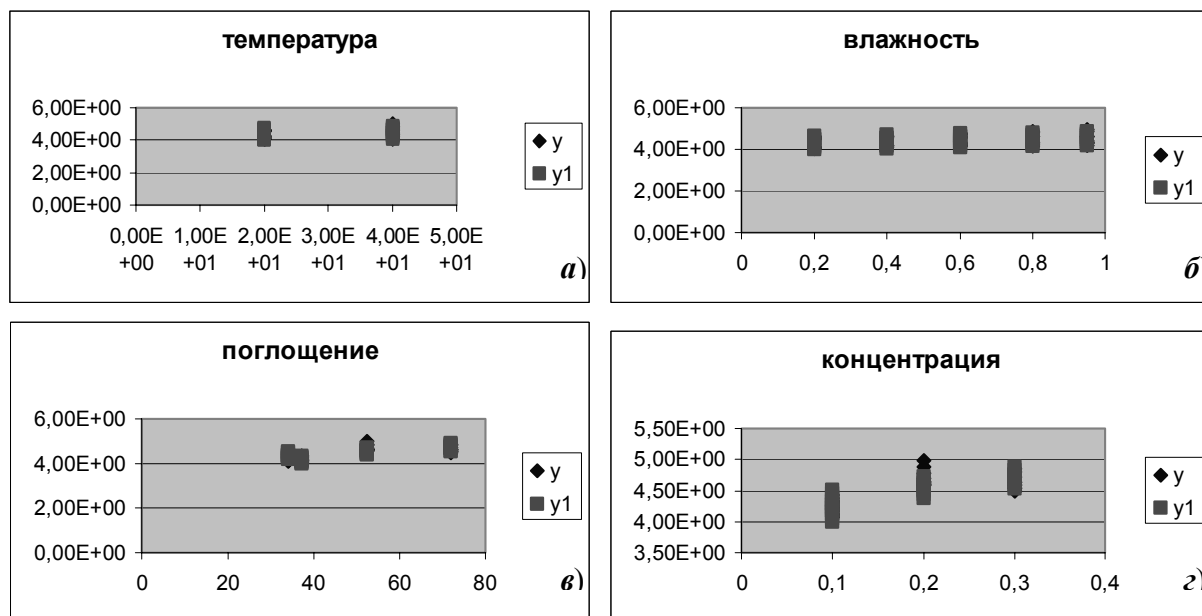 температура
6,00E+00
4,00E+00
2,00E+00
0,00E+00
0,00E
+00
1,00E
+01
2,00E
+01
3,00E
+01
4,00E
+01
5,00E
+01
y
y1
а)
влажность
6,00E+00
4,00E+00
2,00E+00
0,00E+00
0 0,2 0,4 0,6 0,8 1
y
y1
б)
поглощение
6,00E+00
4,00E+00
2,00E+00
0,00E+00
0 20 40 60 80
y
y1
в)
концентрация
5,50E+00
5,00E+00
4,50E+00
4,00E+00
3,50E+00
0 0,1 0,2 0,3 0,4
y
y1
г)